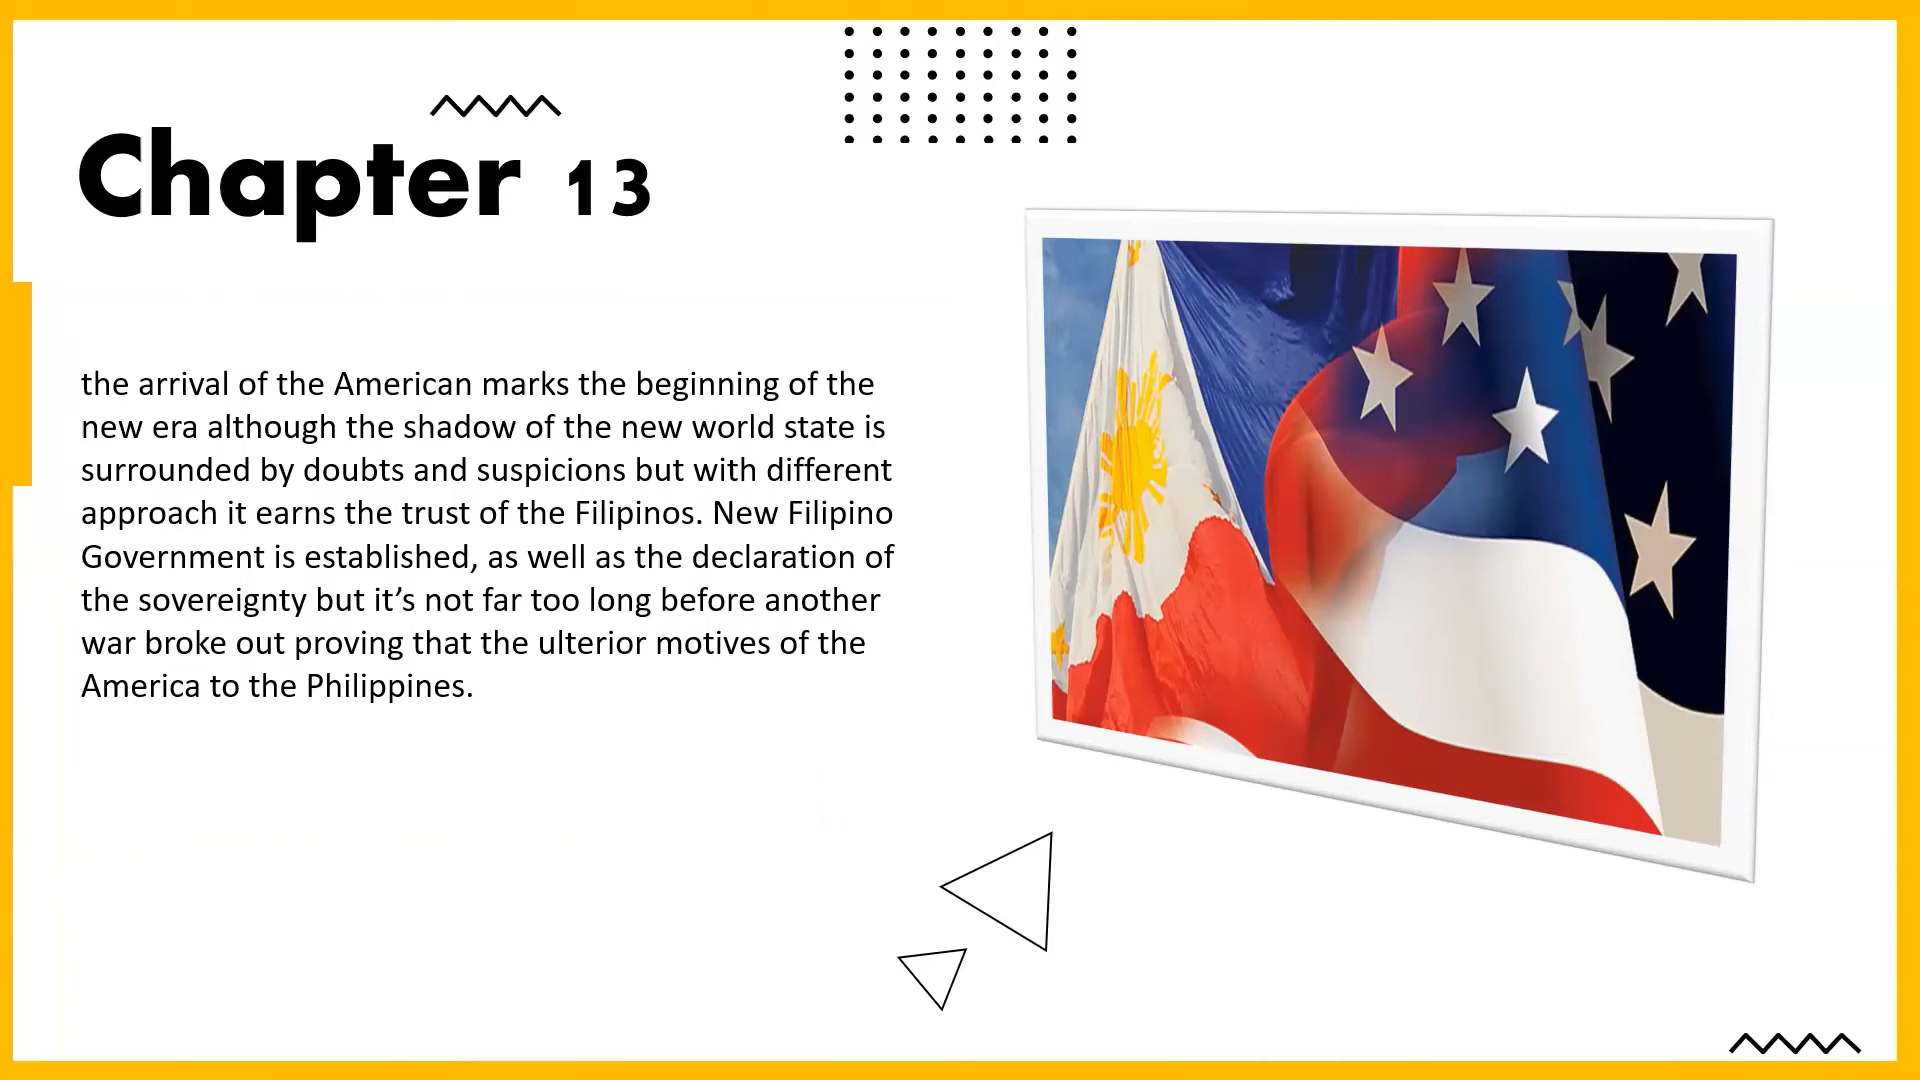 Chapter 13
the arrival of the American marks the beginning of the
new era although the shadow of the new world state is
surrounded by doubts and suspicions but with different
approach it earns the trust of the Filipinos. New Filipino
Government is established, as well as the declaration of
the sovereignty but it’s not far too long before another
war broke out proving that the ulterior motives of the
America to the Philippines.